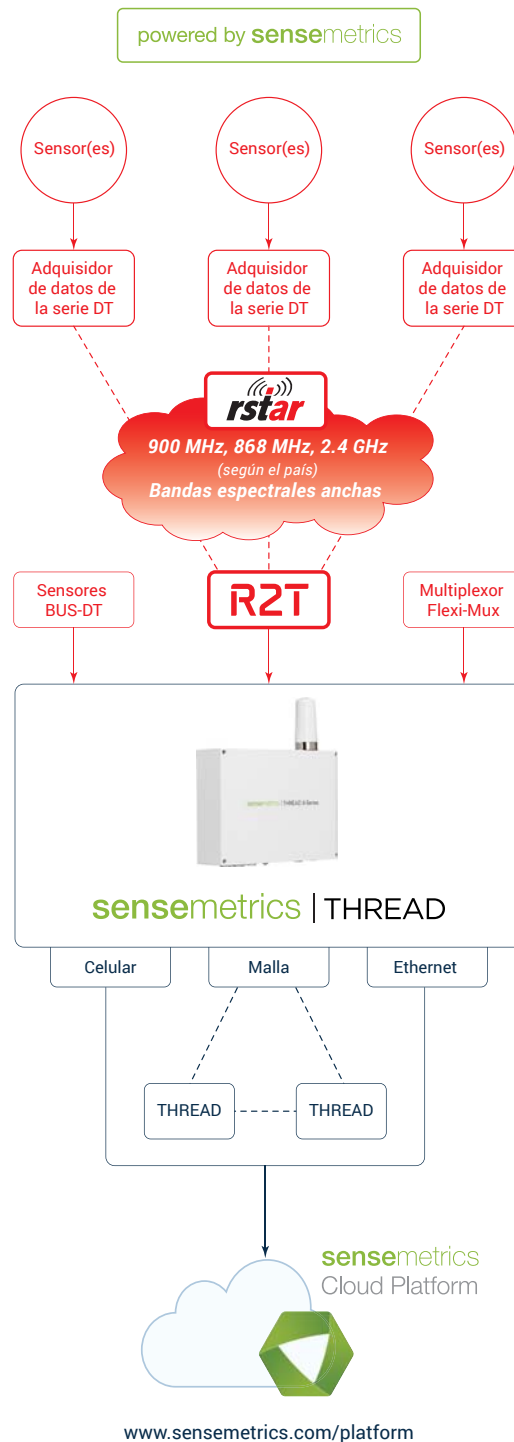 powered by sensemetrics
Sensor(es)
Sensor(es)
Sensor(es)
Adquisidor
de datos de
la serie DT
Adquisidor
de datos de
la serie DT
Adquisidor
de datos de
la serie DT
rstar
900 MHz, 868 MHz, 2.4 GHz
(según el país)
Bandas espectrales anchas
Sensores
BUS-DT
R2T
Multiplexor
Flexi-Mux
sensemetrics | THREAD A-Series
sensemetrics | THREAD
Celular
Malla
Ethernet
THREAD
THREAD
sensemetrics
Cloud Platform
www.sensemetrics.com/platform